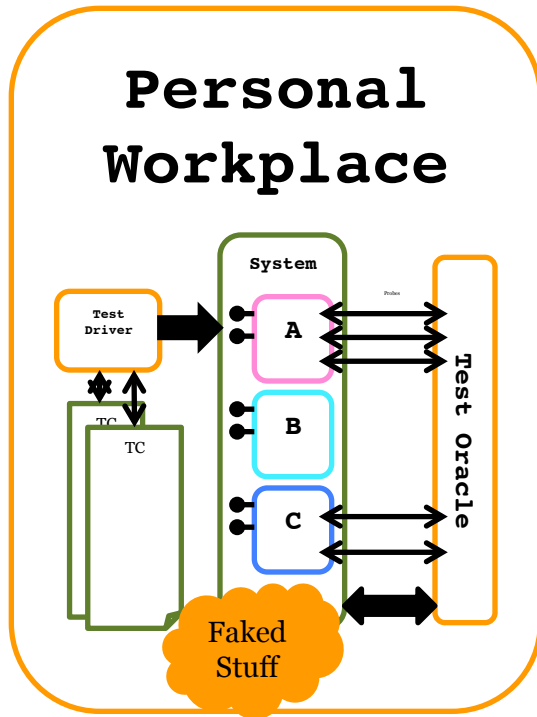 Personal
Workplace
System
Probes
Test
Driver
A
Test Oracle
B
TC
TC
C
Faked
Stuff